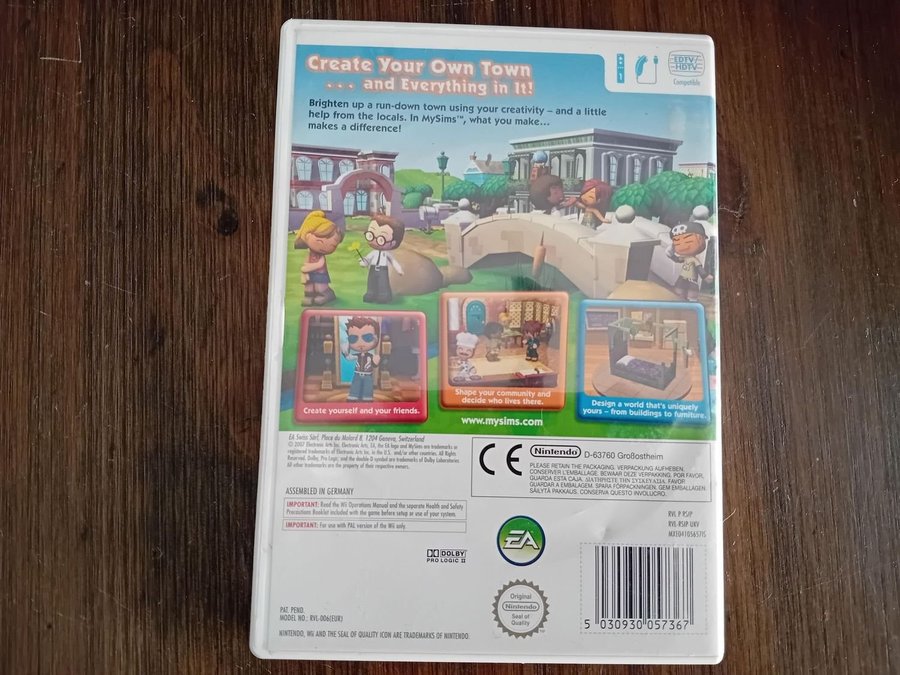 Create Your Own Town
... and Everything in It!
EDTV/
HDTV
Compatible
Brighten up a run-down town using your creativity – and a little
help from the locals. In MySims™, what you make...
makes a difference!
Create yourself and your friends.
Shape your community and
decide who lives there.
Design a world that's uniquely
yours – from buildings to furniture.
www.mysims.com
EA Swiss Sàrl, Place du Molard 8, 1204 Geneva, Switzerland
© 2007 Electronic Arts Inc. Electronic Arts, EA, the EA logo and MySims are trademarks or
registered trademarks of Electronic Arts Inc. in the U.S. and/or other countries. All Rights
Reserved. Dolby, Pro Logic, and the double-D symbol are trademarks of Dolby Laboratories.
All other trademarks are the property of their respective owners.
CE
Nintendo D-63760 Großostheim
PLEASE RETAIN THE PACKAGING. VERPACKUNG AUFHEBEN.
CONSERVER L'EMBALLAGE. BEWAAR DEZE VERPAKKING. POR FAVOR,
GUARDA ESTA CAJA. ΔΙΑΤΗΡΗΣΤΕ ΤΗΝ ΣΥΣΚΕΥΑΣΙΑ. FAVOR
GUARDAR A EMBALAGEM. SPARA FÖRPACKNINGEN. GEM EMBALLAGEN.
SÄILYTÄ PAKKAUS. CONSERVA QUESTO INVOLUCRO.
ASSEMBLED IN GERMANY
IMPORTANT: Read the Wii Operations Manual and the separate Health and Safety
Precautions Booklet included with the game before setup or use of your system.
IMPORTANT: For use with PAL version of the Wii only.
RVL P RSJP
RVL-RSJP-UKV
MXE04105657IS
EA
DOLBY
PRO LOGIC II
Original
Nintendo
Seal of
Quality
5 030930 057367
PAT. PEND.
MODEL NO.: RVL-006(EUR)
NINTENDO, Wii AND THE SEAL OF QUALITY ICON ARE TRADEMARKS OF NINTENDO.